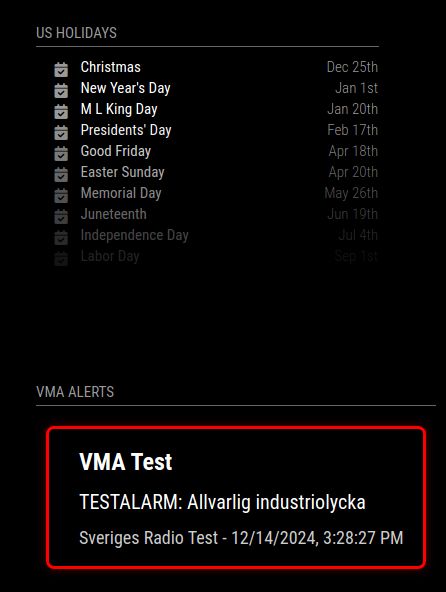 US HOLIDAYS
Christmas Dec 25th
New Year's Day Jan 1st
M L King Day Jan 20th
Presidents' Day Feb 17th
Good Friday Apr 18th
Easter Sunday Apr 20th
Memorial Day May 26th
Juneteenth Jun 19th
Independence Day Jul 4th
Labor Day Sep 1st
VMA ALERTS
VMA Test
TESTALARM: Allvarlig industriolycka
Sveriges Radio Test - 12/14/2024, 3:28:27 PM